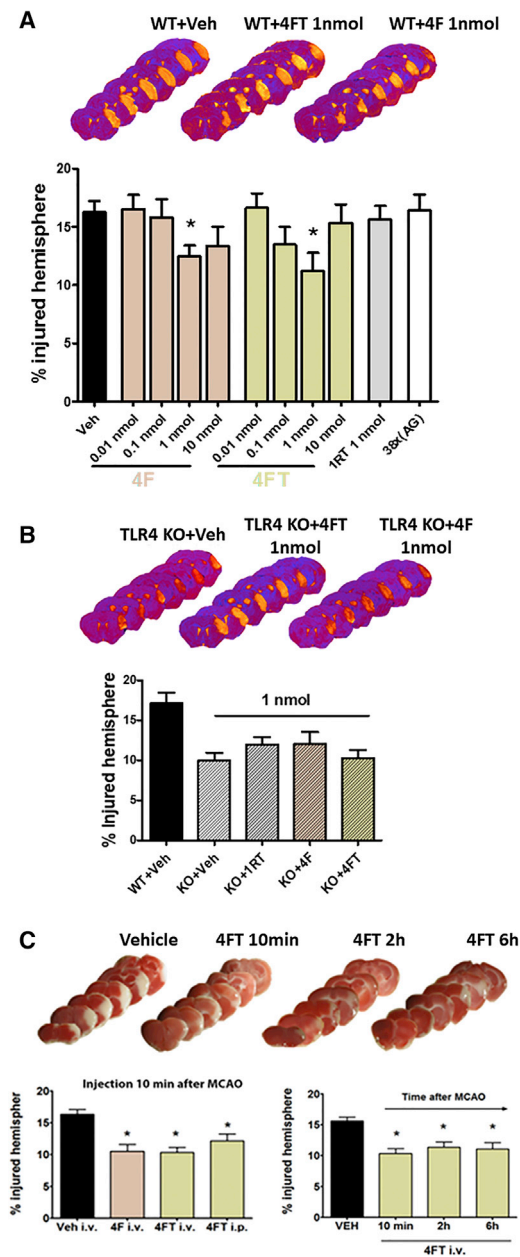 A
WT+Veh WT+4FT 1nmol WT+4F 1nmol
% injured hemisphere
20
15
10
5
0
* *
Veh 0.01 nmol 0.1 nmol 1 nmol 10 nmol 0.01 nmol 0.1 nmol 1 nmol 10 nmol 1RT 1 nmol 38x(AG)
4F 4FT
B
TLR4 KO+Veh TLR4 KO+4FT 1nmol TLR4 KO+4F 1nmol
% Injured hemisphere
20
15
10
5
0
1 nmol
WT+Veh KO+Veh KO+1RT KO+4F KO+4FT
C
Vehicle 4FT 10min 4FT 2h 4FT 6h
% injured hemispher
20
15
10
5
0
Injection 10 min after MCAO
* * *
Veh i.v. 4F i.v. 4FT i.v. 4FT i.p.
% injured hemisphere
20
15
10
5
0
Time after MCAO
* * *
VEH 10 min 2h 6h
4FT i.v.